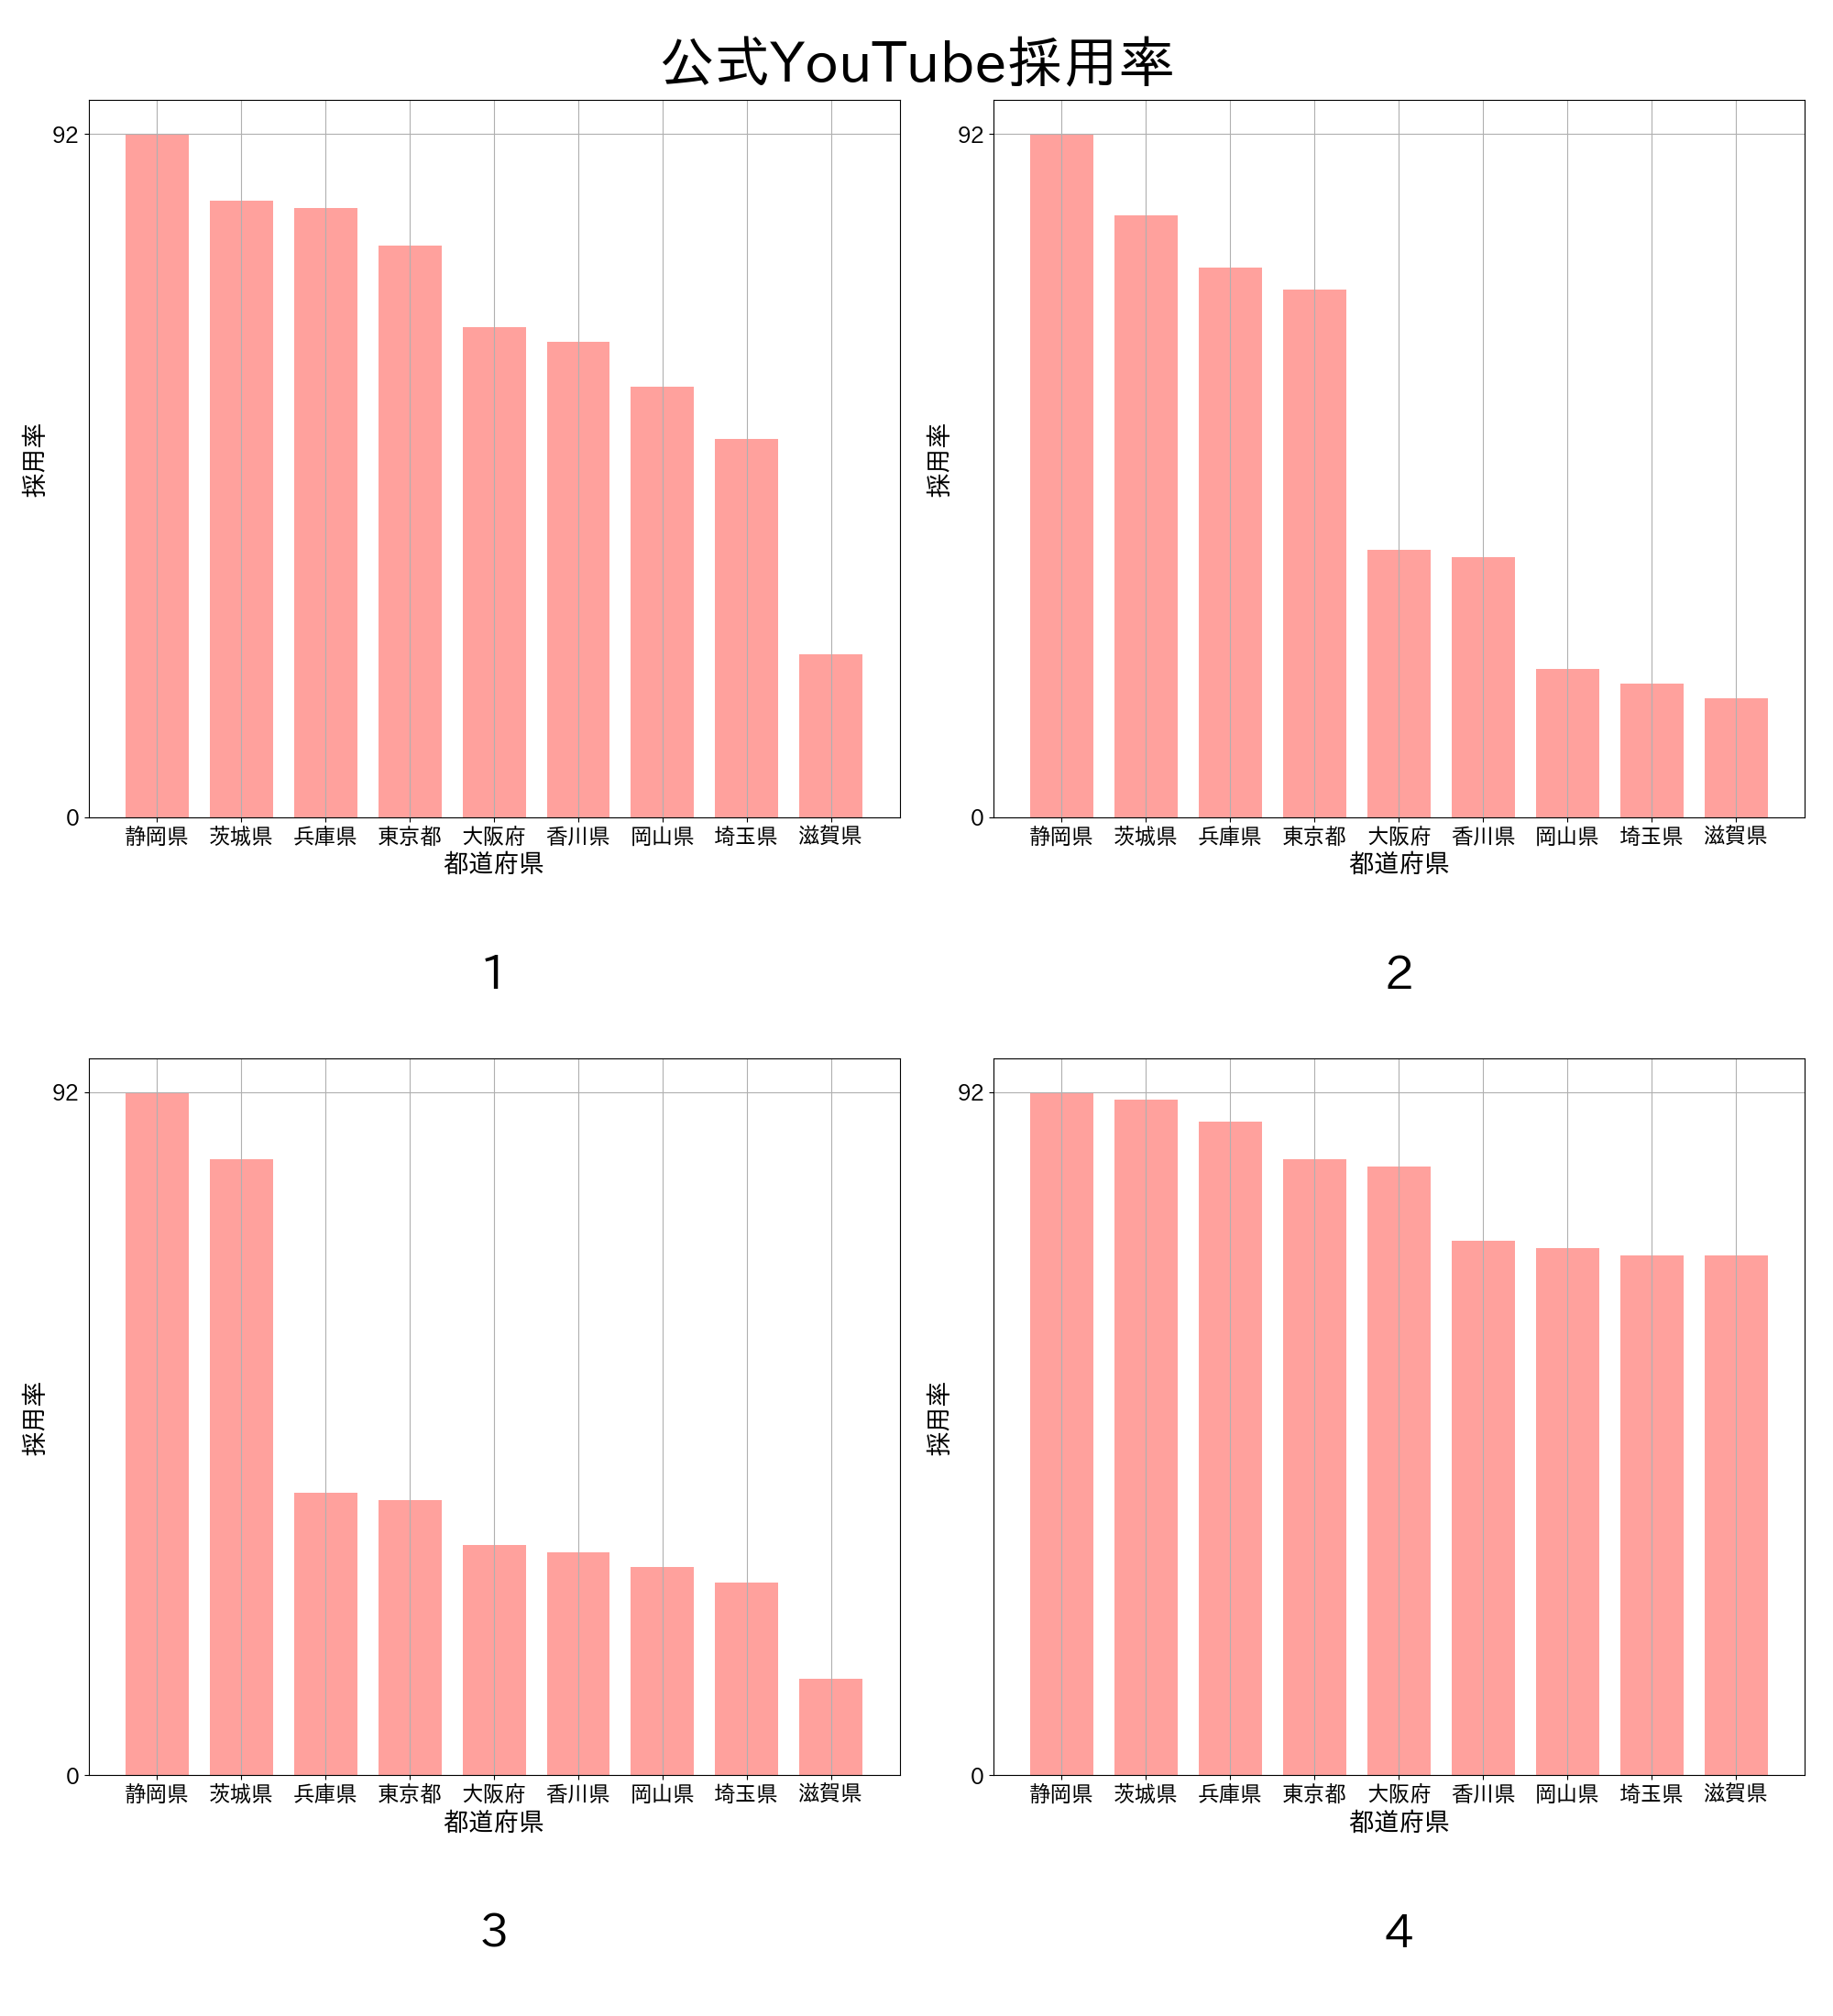 公式YouTube採用率
92
0
採用率
静岡県 茨城県 兵庫県 東京都 大阪府 香川県 岡山県 埼玉県 滋賀県
都道府県
1
92
0
採用率
静岡県 茨城県 兵庫県 東京都 大阪府 香川県 岡山県 埼玉県 滋賀県
都道府県
2
92
0
採用率
静岡県 茨城県 兵庫県 東京都 大阪府 香川県 岡山県 埼玉県 滋賀県
都道府県
3
92
0
採用率
静岡県 茨城県 兵庫県 東京都 大阪府 香川県 岡山県 埼玉県 滋賀県
都道府県
4